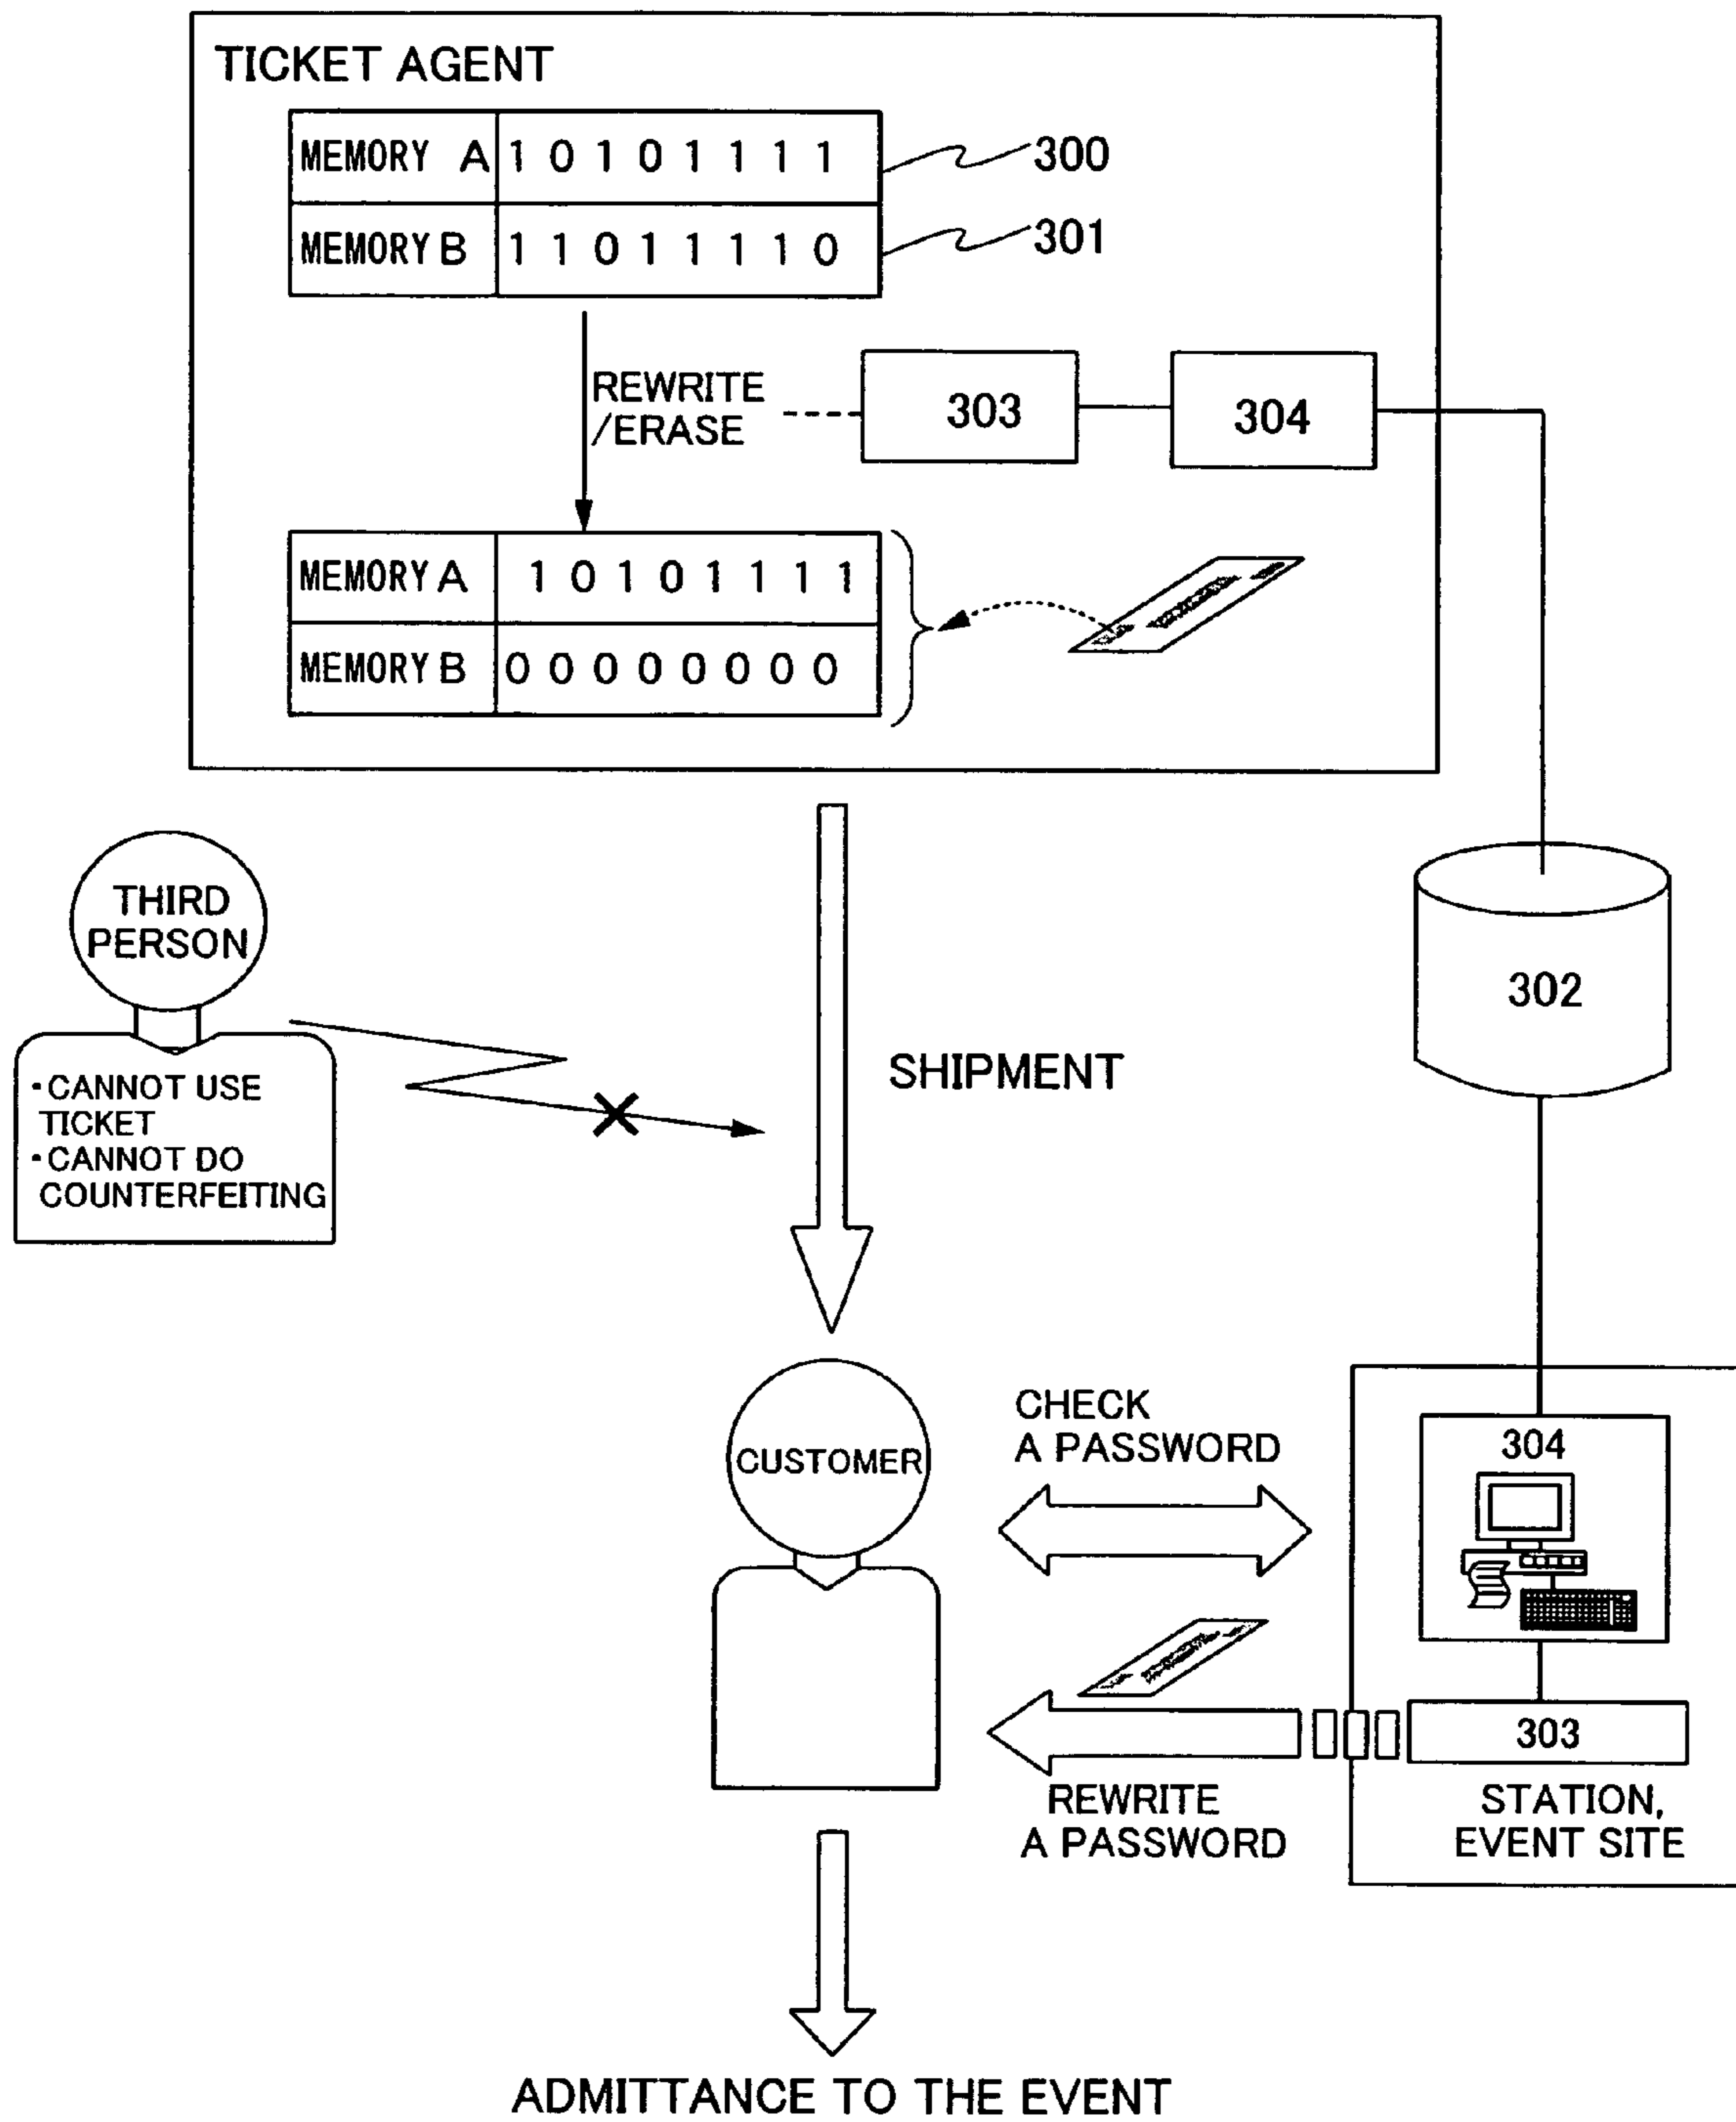 TICKET AGENT
MEMORY A 1 0 1 0 1 1 1 1
300
MEMORY B 1 1 0 1 1 1 1 0
301
REWRITE
/ERASE
303
304
MEMORY A 1 0 1 0 1 1 1 1
MEMORY B 0 0 0 0 0 0 0 0
THIRD
PERSON
302
SHIPMENT
・CANNOT USE
TICKET
・CANNOT DO
COUNTERFEITING
CUSTOMER
CHECK
A PASSWORD
304
303
REWRITE
A PASSWORD
STATION,
EVENT SITE
ADMITTANCE TO THE EVENT